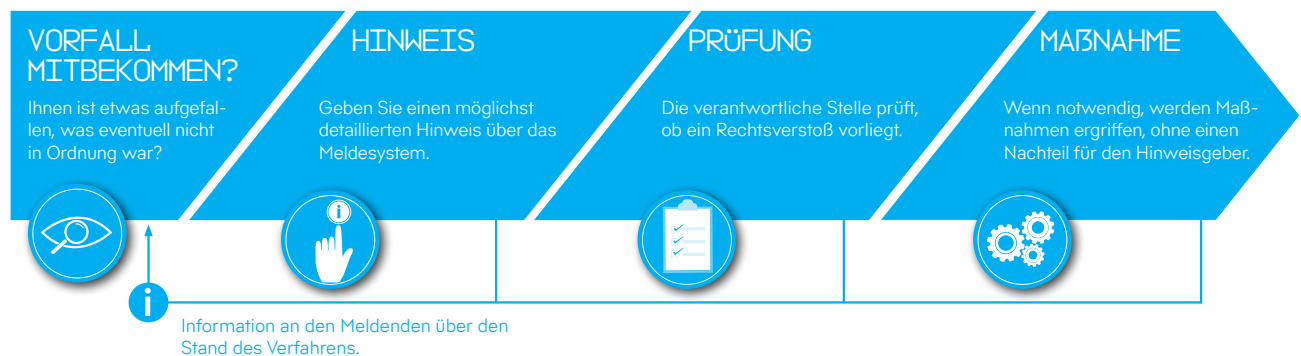 VORFALL
MITBEKOMMEN?
Ihnen ist etwas aufgefal-
len, was eventuell nicht
in Ordnung war?
HINWEIS
Geben Sie einen möglichst
detaillierten Hinweis über das
Meldesystem.
PRÜFUNG
Die verantwortliche Stelle prüft,
ob ein Rechtsverstoß vorliegt.
MAßNAHME
Wenn notwendig, werden Maß-
nahmen ergriffen, ohne einen
Nachteil für den Hinweisgeber.
i
i
Information an den Meldenden über den
Stand des Verfahrens.